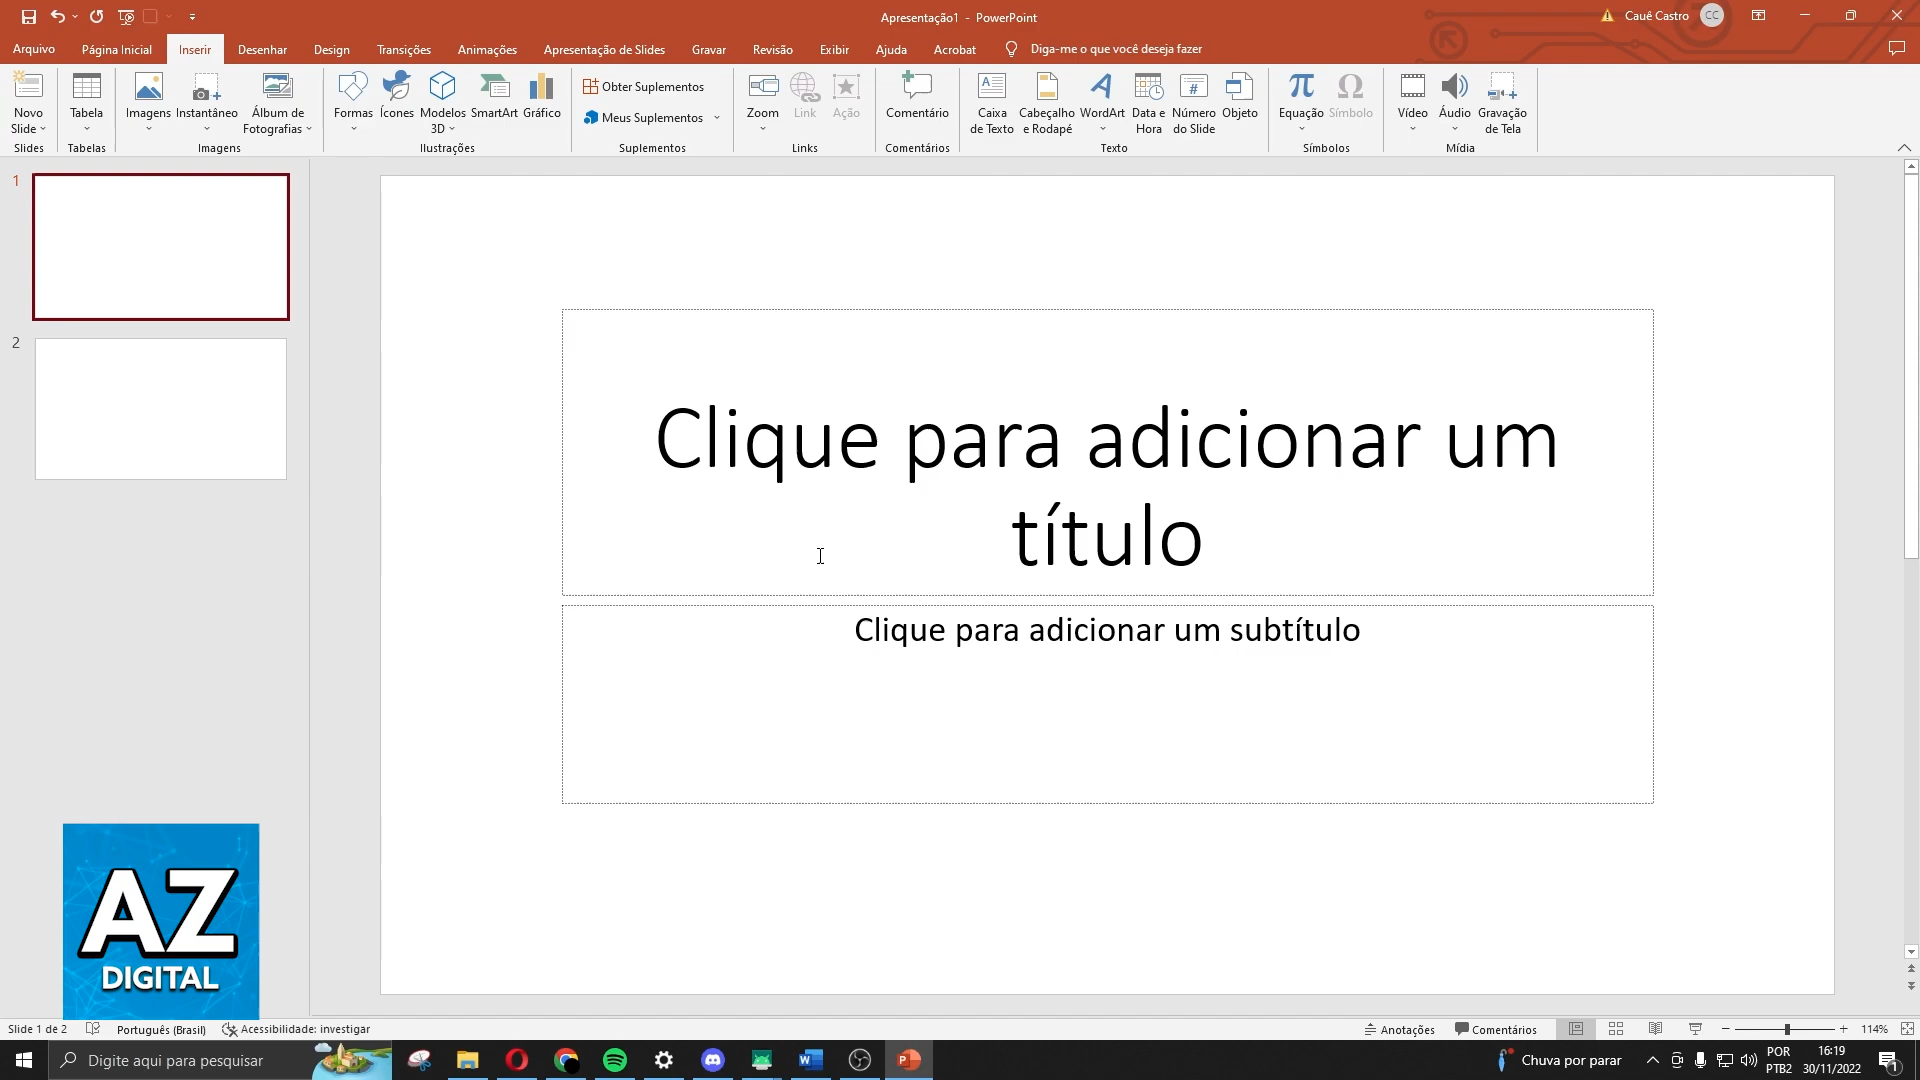 Apresentação1 - PowerPoint
Cauê Castro
CC
Arquivo
Página Inicial
Inserir
Desenhar
Design
Transições
Animações
Apresentação de Slides
Gravar
Revisão
Exibir
Ajuda
Acrobat
Diga-me o que você deseja fazer
Novo
Slide
Tabela
Imagens
Instantâneo
Álbum de
Fotografias
Formas
Ícones
Modelos
3D
SmartArt
Gráfico
Obter Suplementos
Meus Suplementos
Zoom
Link
Ação
Comentário
Caixa
de Texto
Cabeçalho
e Rodapé
WordArt
Data e
Hora
Número
do Slide
Objeto
Equação
Símbolo
Vídeo
Áudio
Gravação
de Tela
Slides
Tabelas
Imagens
Ilustrações
Suplementos
Links
Comentários
Texto
Símbolos
Mídia
1
2
Clique para adicionar um
título
Clique para adicionar um subtítulo
AZ
DIGITAL
Slide 1 de 2
Português (Brasil)
Acessibilidade: investigar
Anotações
Comentários
114%
Digite aqui para pesquisar
Chuva por parar
POR
PTB2
16:19
30/11/2022
1